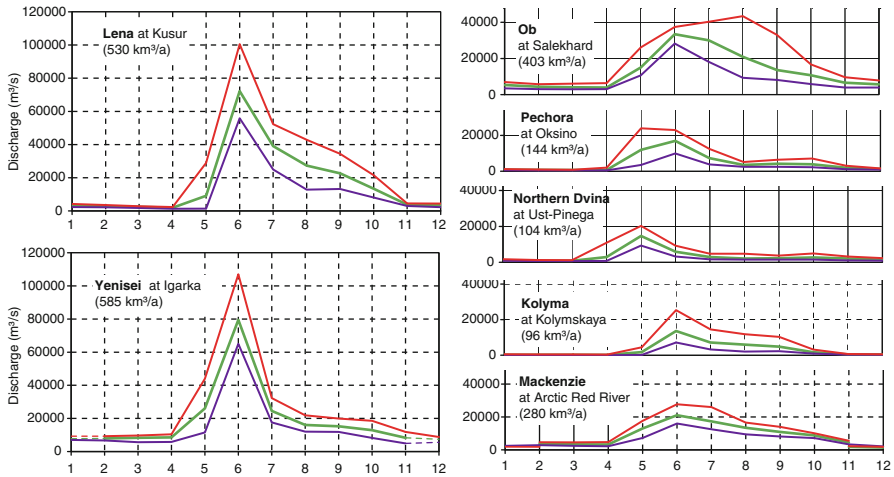 Discharge (m³/s)
120000
100000
80000
60000
40000
20000
0
Lena at Kusur
(530 km³/a)
1 2 3 4 5 6 7 8 9 10 11 12
Discharge (m³/s)
120000
100000
80000
60000
40000
20000
0
Yenisei at Igarka
(585 km³/a)
1 2 3 4 5 6 7 8 9 10 11 12
40000
20000
0
Ob
at Salekhard
(403 km³/a)
20000
0
Pechora
at Oksino
(144 km³/a)
40000
20000
0
Northern Dvina
at Ust-Pinega
(104 km³/a)
40000
20000
0
Kolyma
at Kolymskaya
(96 km³/a)
40000
20000
0
Mackenzie
at Arctic Red River
(280 km³/a)
1 2 3 4 5 6 7 8 9 10 11 12